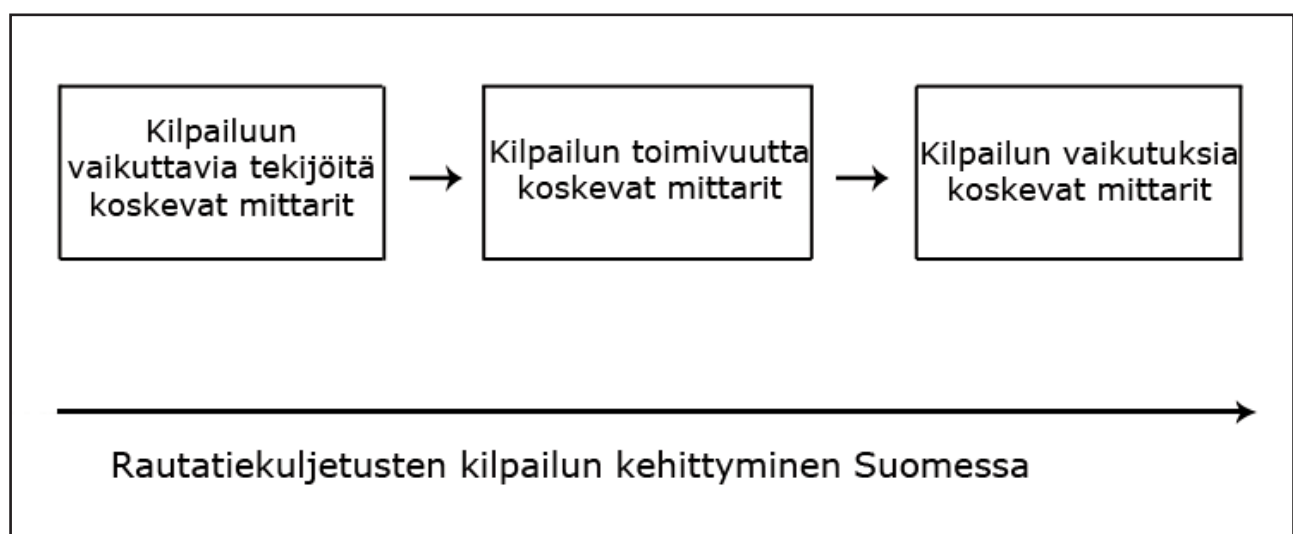 Kilpailuun
vaikuttavia tekijöitä
koskevat mittarit
Kilpailun toimivuutta
koskevat mittarit
Kilpailun vaikutuksia
koskevat mittarit
Rautatiekuljetusten kilpailun kehittyminen Suomessa